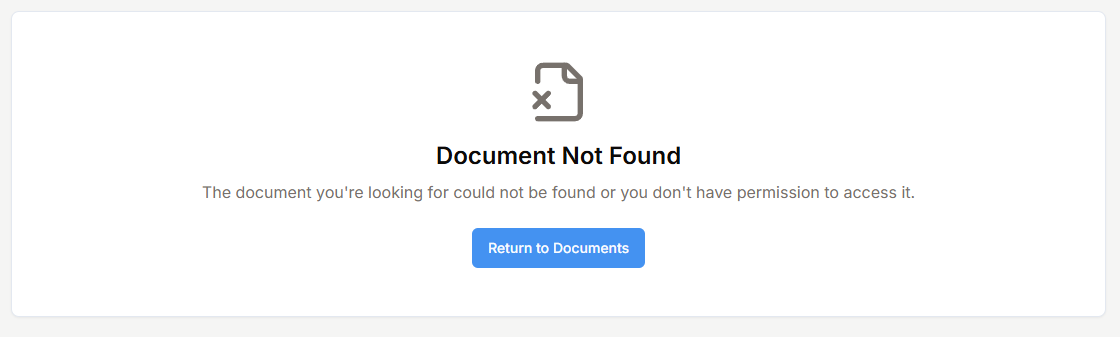 Document Not Found
The document you're looking for could not be found or you don't have permission to access it.
Return to Documents